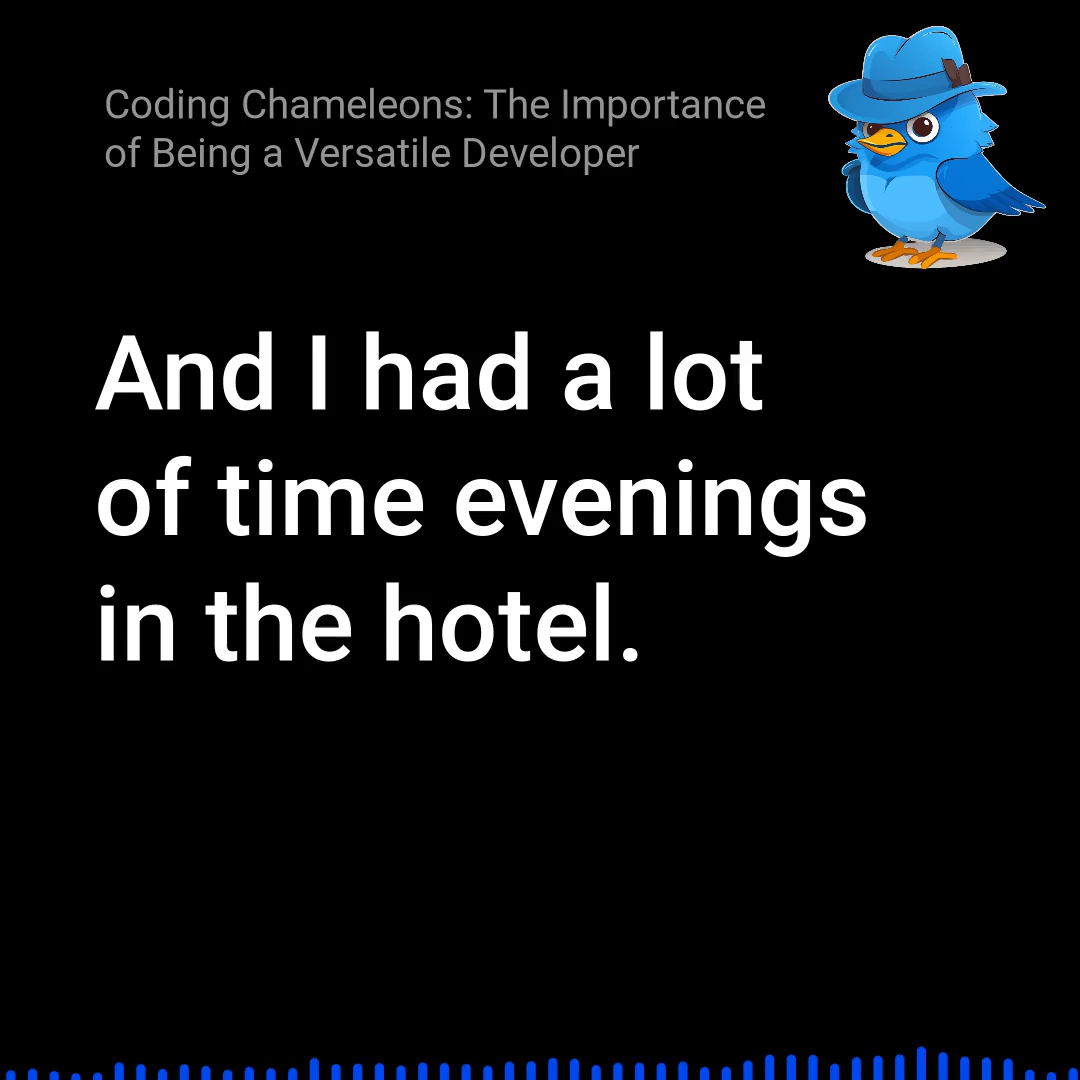 Coding Chameleons: The Importance
of Being a Versatile Developer
And I had a lot
of time evenings
in the hotel.